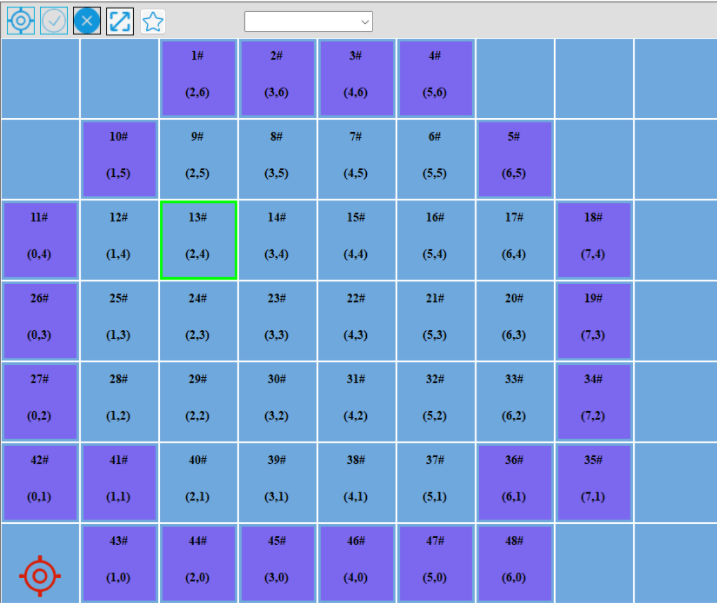 1# 2# 3# 4#
(2,6) (3,6) (4,6) (5,6)
10# 9# 8# 7# 6# 5#
(1,5) (2,5) (3,5) (4,5) (5,5) (6,5)
11# 12# 13# 14# 15# 16# 17# 18#
(0,4) (1,4) (2,4) (3,4) (4,4) (5,4) (6,4) (7,4)
26# 25# 24# 23# 22# 21# 20# 19#
(0,3) (1,3) (2,3) (3,3) (4,3) (5,3) (6,3) (7,3)
27# 28# 29# 30# 31# 32# 33# 34#
(0,2) (1,2) (2,2) (3,2) (4,2) (5,2) (6,2) (7,2)
42# 41# 40# 39# 38# 37# 36# 35#
(0,1) (1,1) (2,1) (3,1) (4,1) (5,1) (6,1) (7,1)
43# 44# 45# 46# 47# 48#
(1,0) (2,0) (3,0) (4,0) (5,0) (6,0)